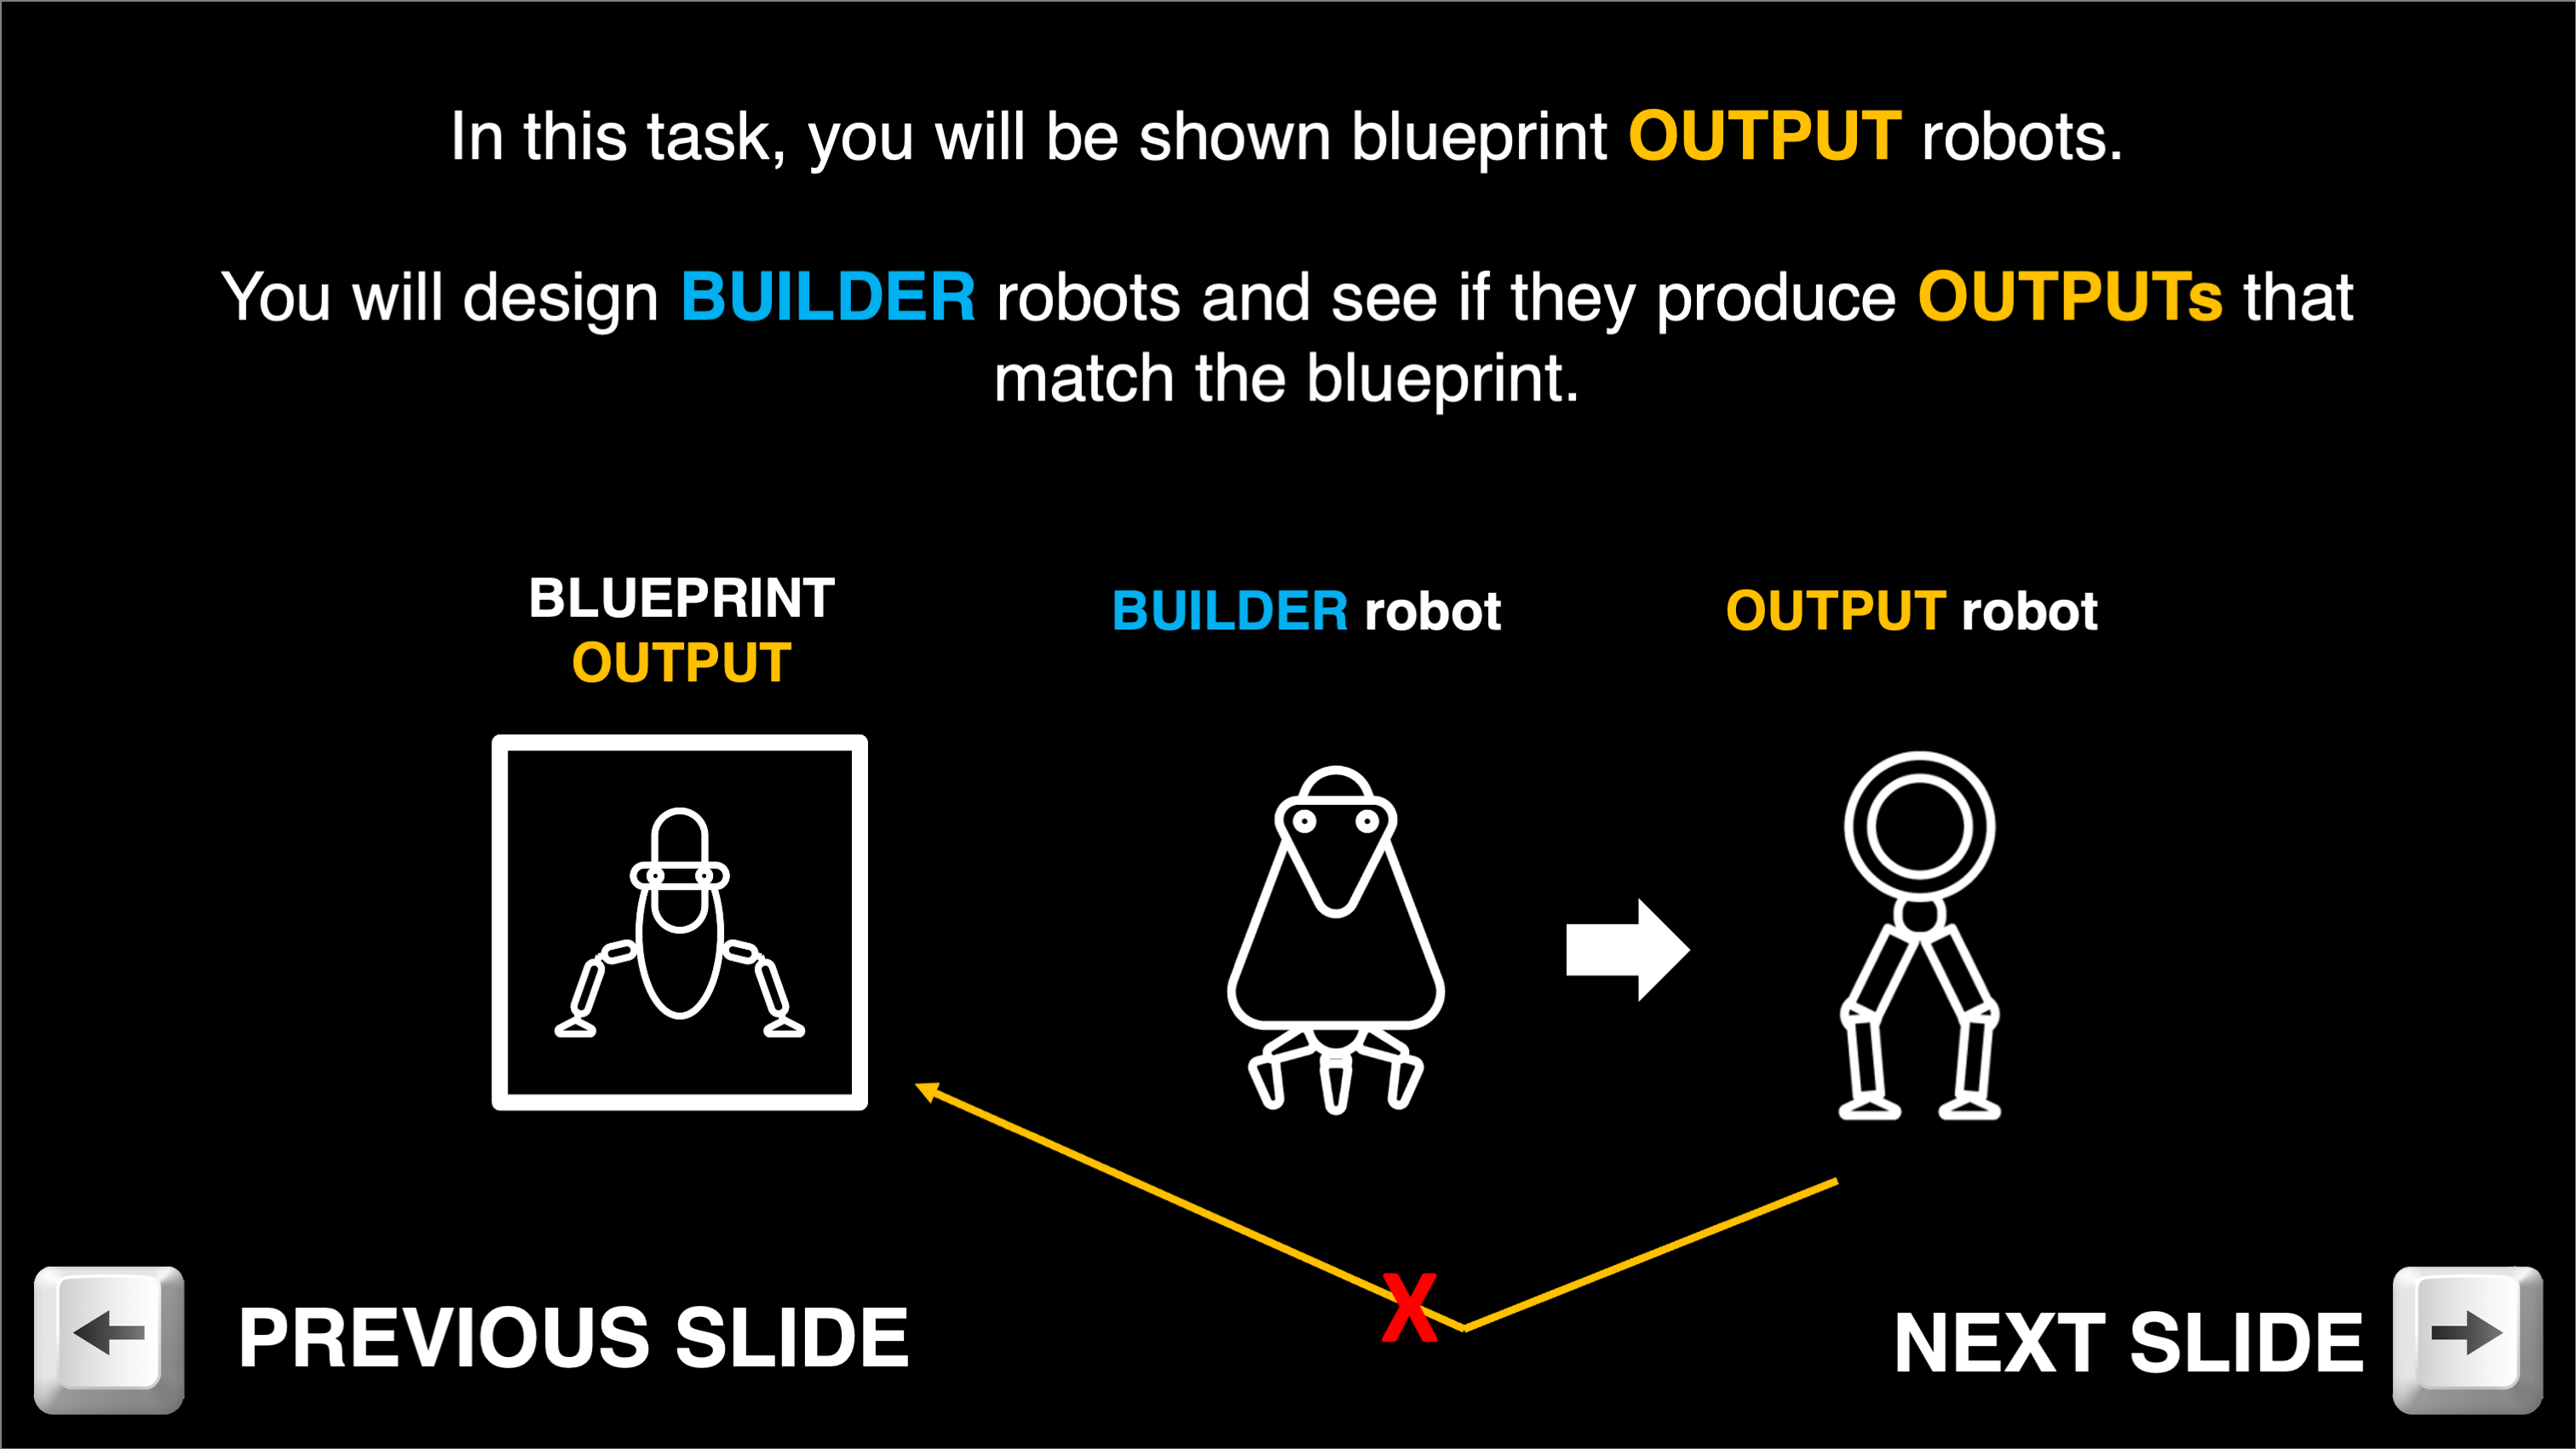 In this task, you will be shown blueprint OUTPUT robots.
You will design BUILDER robots and see if they produce OUTPUTs that
match the blueprint.
BLUEPRINT
OUTPUT
BUILDER robot
OUTPUT robot
X
PREVIOUS SLIDE
NEXT SLIDE